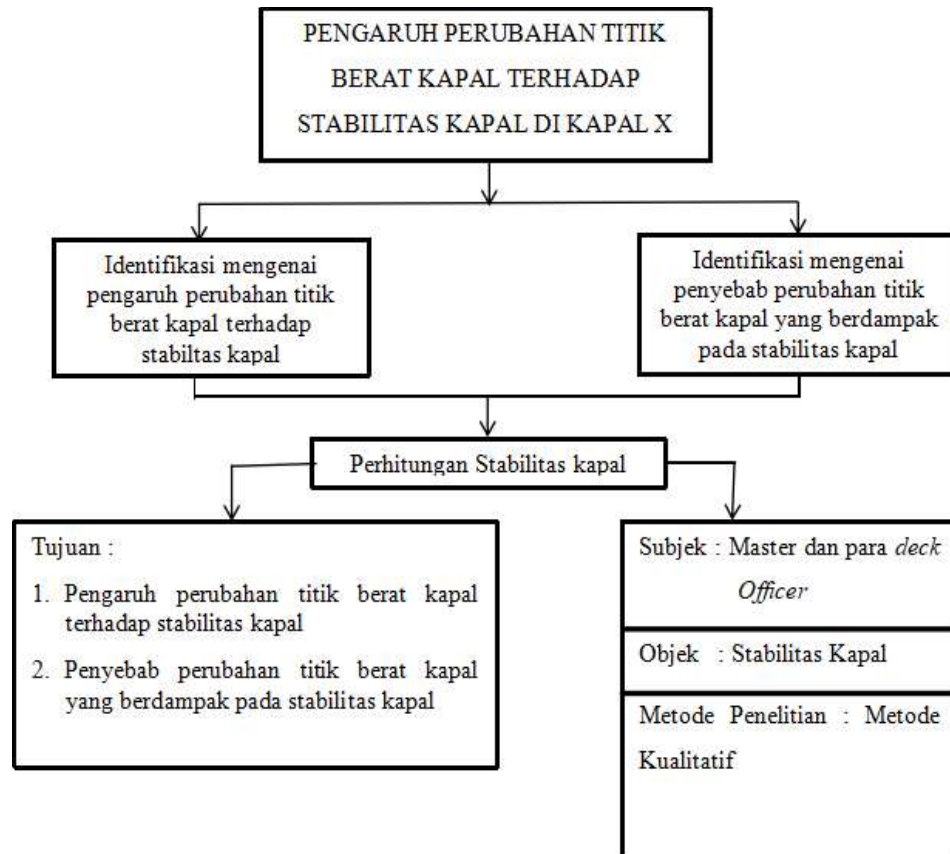 PENGARUH PERUBAHAN TITIK
BERAT KAPAL TERHADAP
STABILITAS KAPAL DI KAPAL X
Identifikasi mengenai
pengaruh perubahan titik
berat kapal terhadap
stabiltas kapal
Identifikasi mengenai
penyebab perubahan titik
berat kapal yang berdampak
pada stabilitas kapal
Perhitungan Stabilitas kapal
Tujuan :
1. Pengaruh perubahan titik berat kapal
terhadap stabilitas kapal
2. Penyebab perubahan titik berat kapal
yang berdampak pada stabilitas kapal
Subjek : Master dan para deck
Officer
Objek : Stabilitas Kapal
Metode Penelitian : Metode
Kualitatif